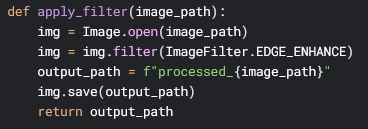 def apply_filter(image_path):
    img = Image.open(image_path)
    img = img.filter(ImageFilter.EDGE_ENHANCE)
    output_path = f"processed_{image_path}"
    img.save(output_path)
    return output_path